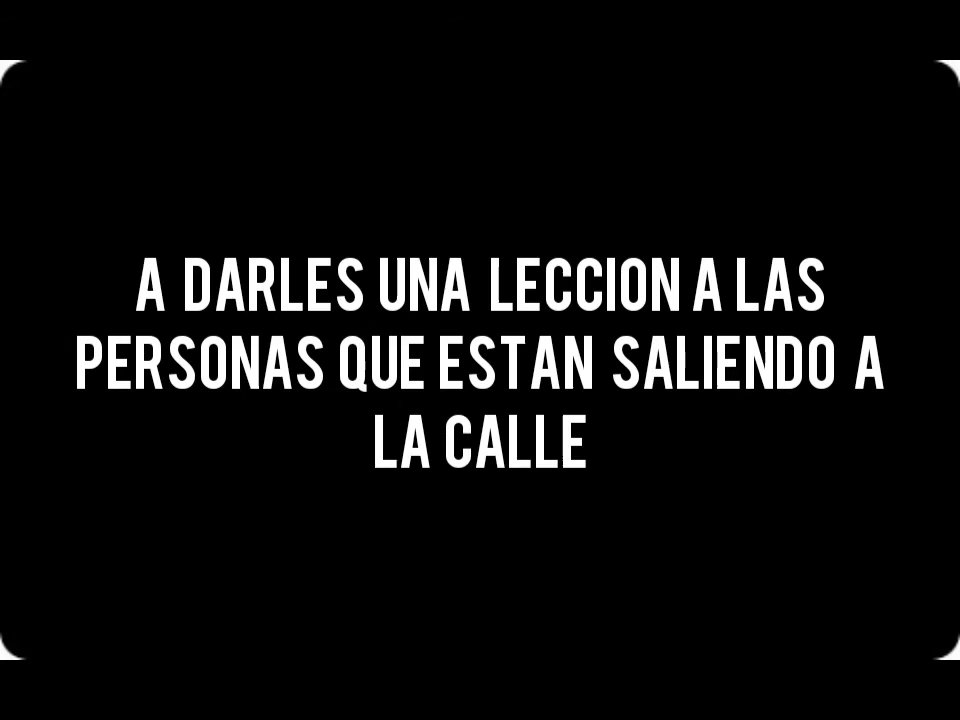 A DARLES UNA LECCION A LAS
PERSONAS QUE ESTAN SALIENDO A
LA CALLE